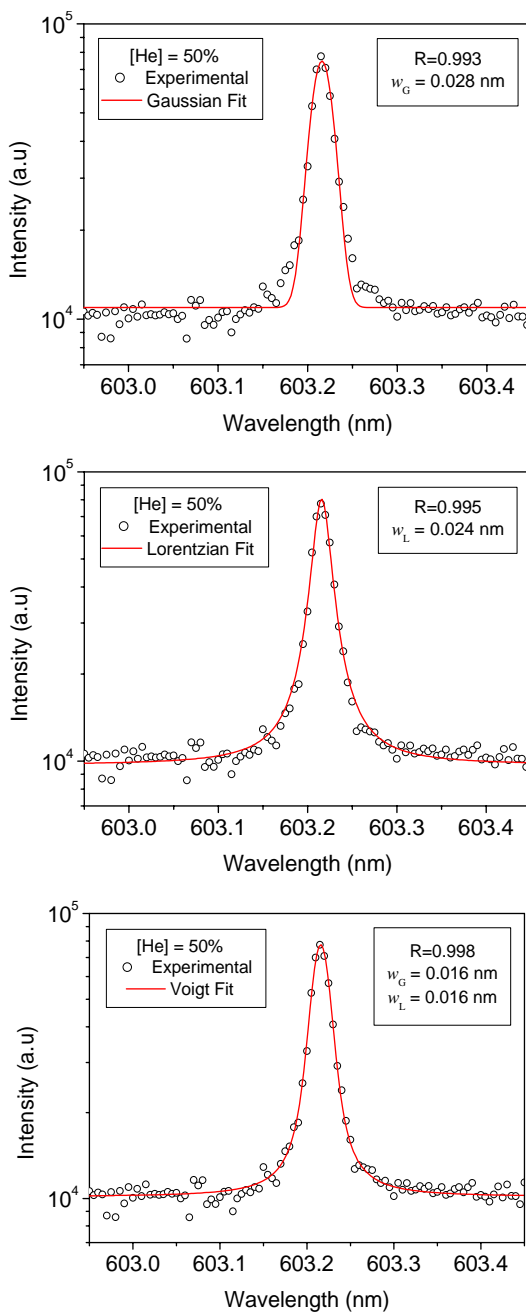 10^5
[He] = 50%
Experimental
Gaussian Fit
R=0.993
w_G = 0.028 nm
Intensity (a.u)
10^4
603.0 603.1 603.2 603.3 603.4
Wavelength (nm)
10^5
[He] = 50%
Experimental
Lorentzian Fit
R=0.995
w_L = 0.024 nm
Intensity (a.u)
10^4
603.0 603.1 603.2 603.3 603.4
Wavelength (nm)
10^5
[He] = 50%
Experimental
Voigt Fit
R=0.998
w_G = 0.016 nm
w_L = 0.016 nm
Intensity (a.u)
10^4
603.0 603.1 603.2 603.3 603.4
Wavelength (nm)